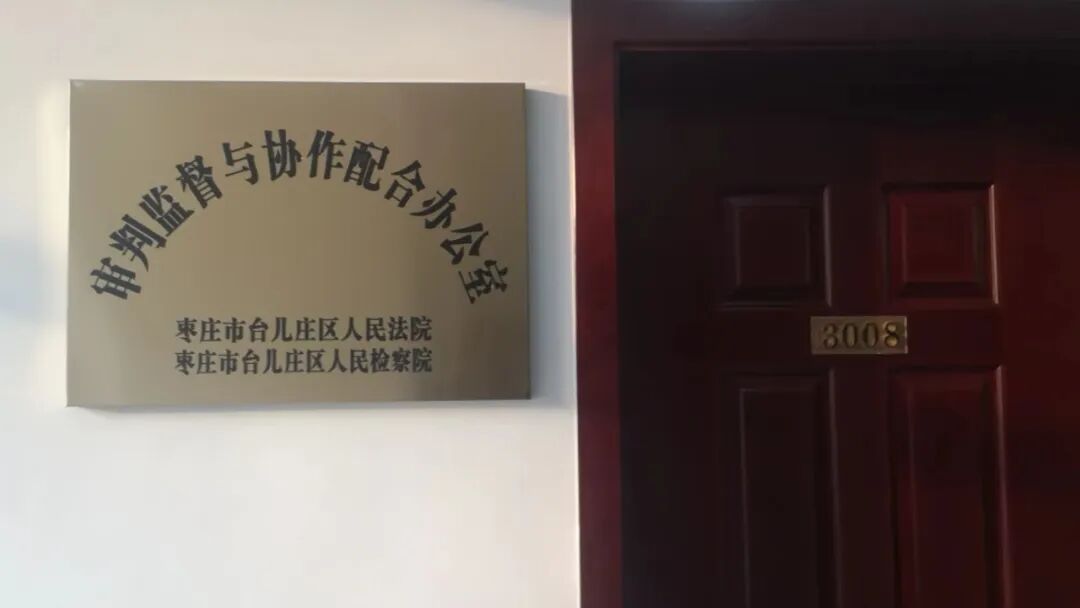 审判监督与协作配合办公室
枣庄市台儿庄区人民法院
枣庄市台儿庄区人民检察院
3008